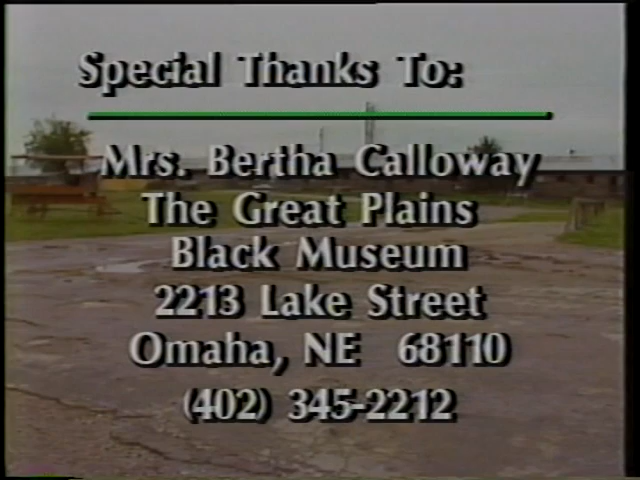 Special Thanks To:
Mrs. Bertha Calloway
The Great Plains
Black Museum
2213 Lake Street
Omaha, NE 68110
(402) 345-2212